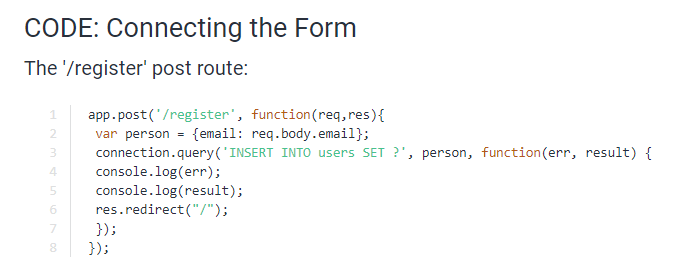 CODE: Connecting the Form
The '/register' post route:
1 app.post('/register', function(req,res){
2 var person = {email: req.body.email};
3 connection.query('INSERT INTO users SET ?', person, function(err, result) {
4 console.log(err);
5 console.log(result);
6 res.redirect("/");
7 });
8 });